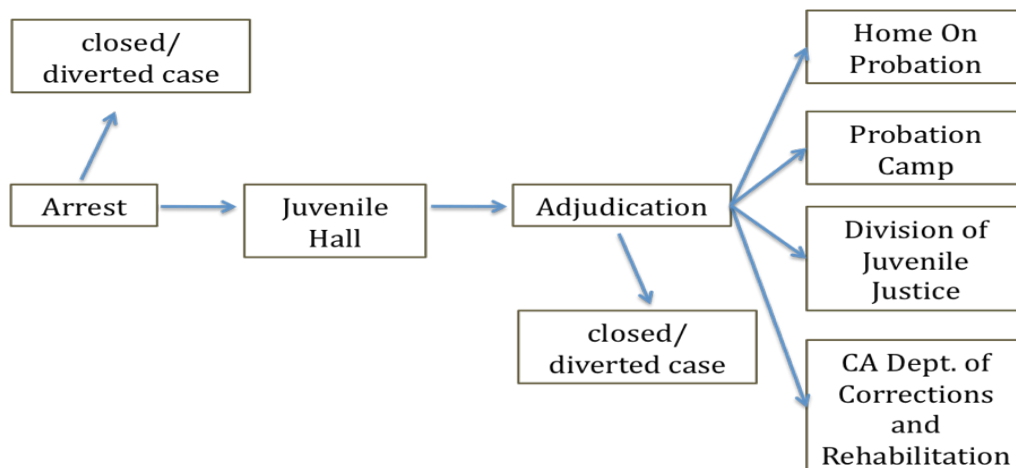 closed/
diverted case
Arrest
Juvenile
Hall
Adjudication
closed/
diverted case
Home On
Probation
Probation
Camp
Division of
Juvenile
Justice
CA Dept. of
Corrections
and
Rehabilitation